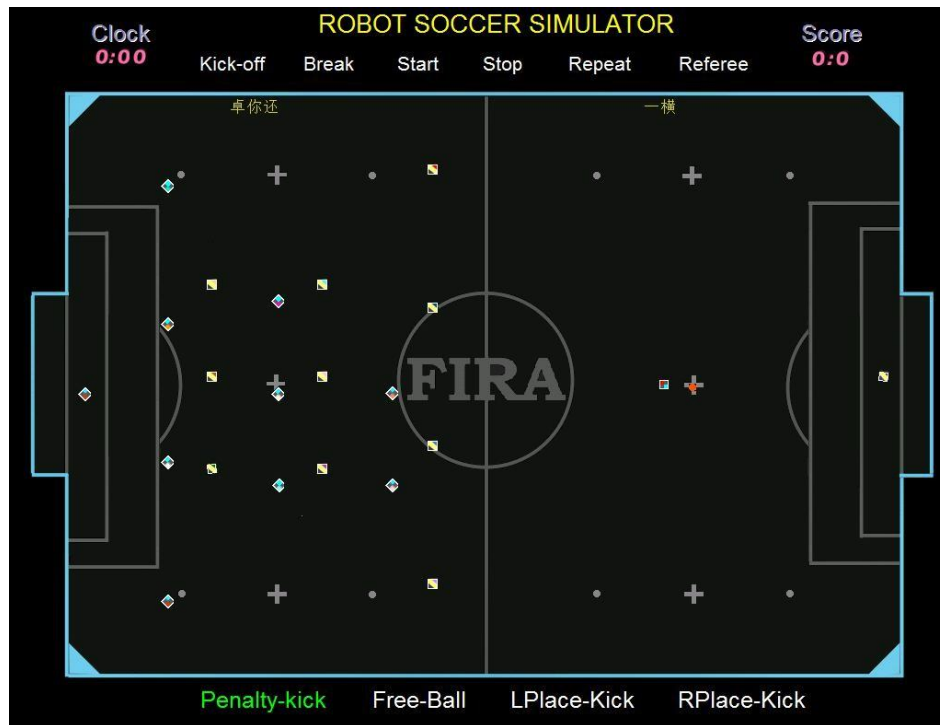 ROBOT SOCCER SIMULATOR
Clock
0:00
Score
0:0
Kick-off Break Start Stop Repeat Referee
卓你还
一横
FIRA
Penalty-kick Free-Ball LPlace-Kick RPlace-Kick